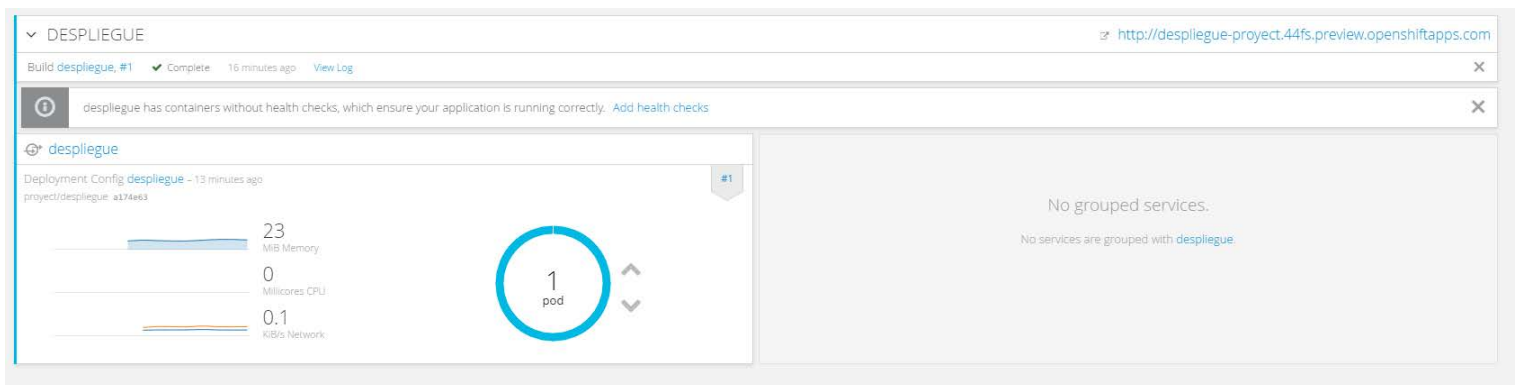 DESPLIEGUE
http://despliegue-proyect.44fs.preview.openshiftapps.com
Build despliegue, #1 Complete 16 minutes ago View Log
despliegue has containers without health checks, which ensure your application is running correctly. Add health checks
despliegue
Deployment Config despliegue – 13 minutes ago
#1
proyect/despliegue a174e63
23
MiB Memory
0
Millicores CPU
0.1
KiB/s Network
1
pod
No grouped services.
No services are grouped with despliegue.